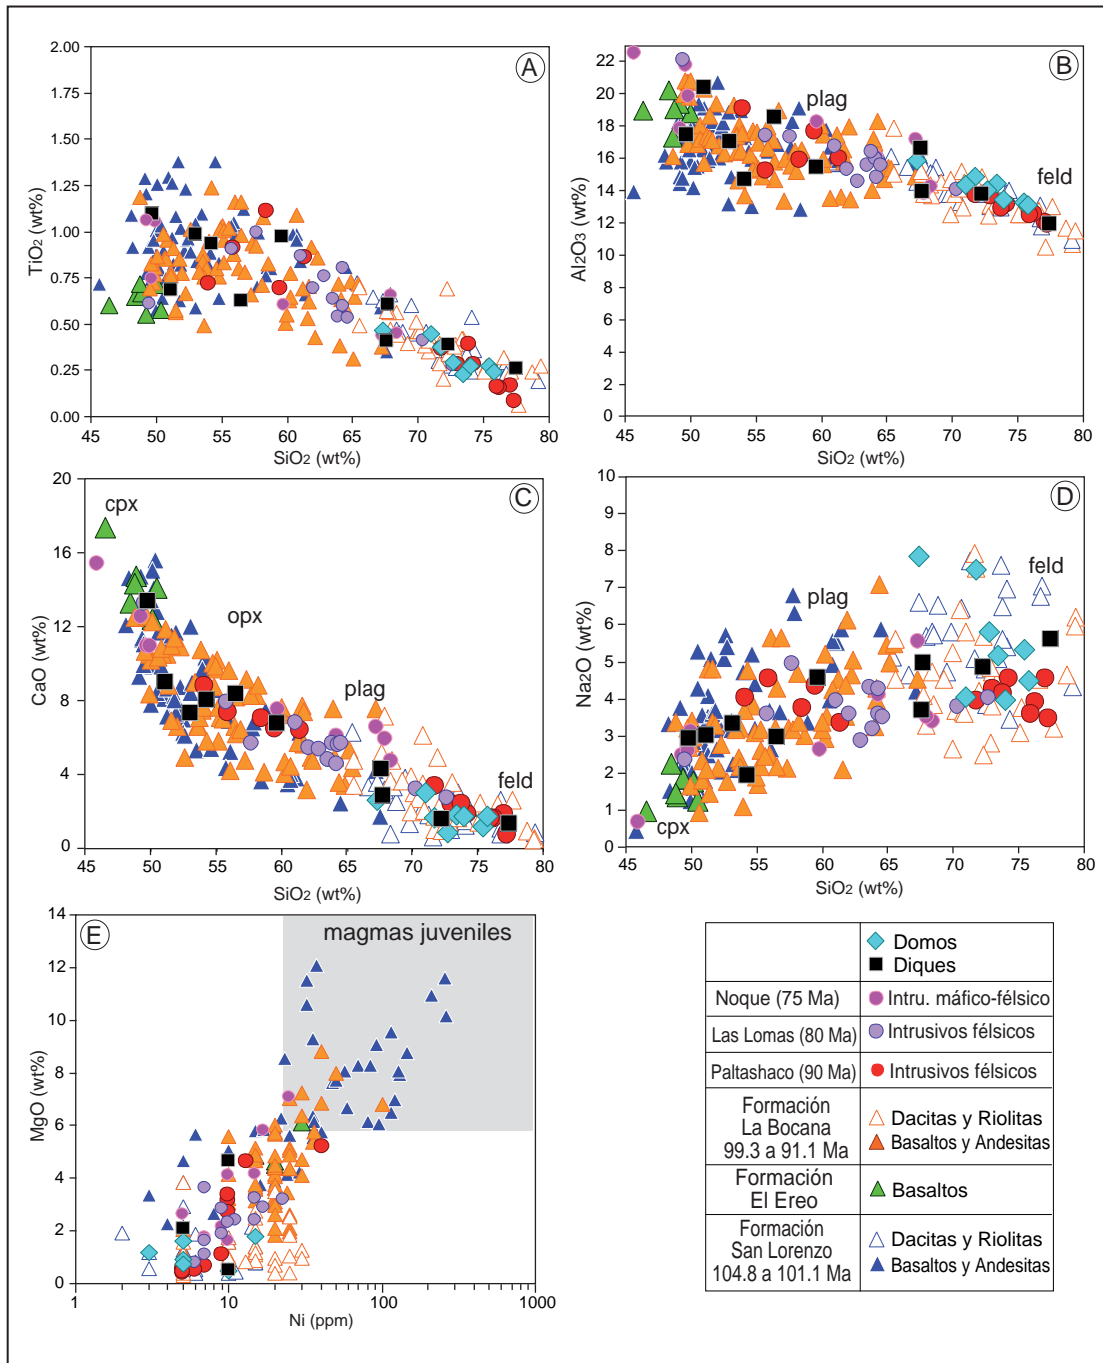 2.00
1.75
1.50
1.25
1.00
0.75
0.50
0.25
0.00
TiO2 (wt%)
A
45 50 55 60 65 70 75 80
SiO2 (wt%)
22
20
18
16
14
12
10
8
6
4
2
0
Al2O3 (wt%)
B
plag
feld
45 50 55 60 65 70 75 80
SiO2 (wt%)
20
16
12
8
4
0
CaO (wt%)
C
cpx
opx
plag
feld
45 50 55 60 65 70 75 80
SiO2 (wt%)
10
9
8
7
6
5
4
3
2
1
0
Na2O (wt%)
D
feld
plag
cpx
45 50 55 60 65 70 75 80
SiO2 (wt%)
14
12
10
8
6
4
2
0
MgO (wt%)
E
magmas juveniles
1 10 100 1000
Ni (ppm)
Domos
Diques
Noque (75 Ma) Intru. máfico-félsico
Las Lomas (80 Ma) Intrusivos félsicos
Paltashaco (90 Ma) Intrusivos félsicos
Formación
La Bocana
99.3 a 91.1 Ma
Dacitas y Riolitas
Basaltos y Andesitas
Formación
El Ereo
Basaltos
Formación
San Lorenzo
104.8 a 101.1 Ma
Dacitas y Riolitas
Basaltos y Andesitas